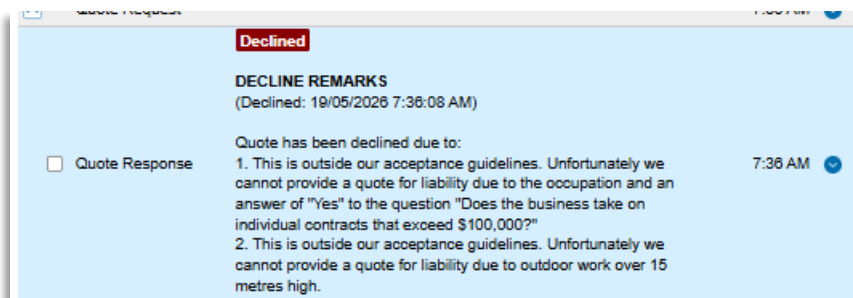 Quote Request
Declined
DECLINE REMARKS
(Declined: 19/05/2026 7:36:08 AM)
Quote has been declined due to:
1. This is outside our acceptance guidelines. Unfortunately we
Quote Response
7:36 AM
cannot provide a quote for liability due to the occupation and an
answer of "Yes" to the question "Does the business take on
individual contracts that exceed $100,000?"
2. This is outside our acceptance guidelines. Unfortunately we
cannot provide a quote for liability due to outdoor work over 15
metres high.